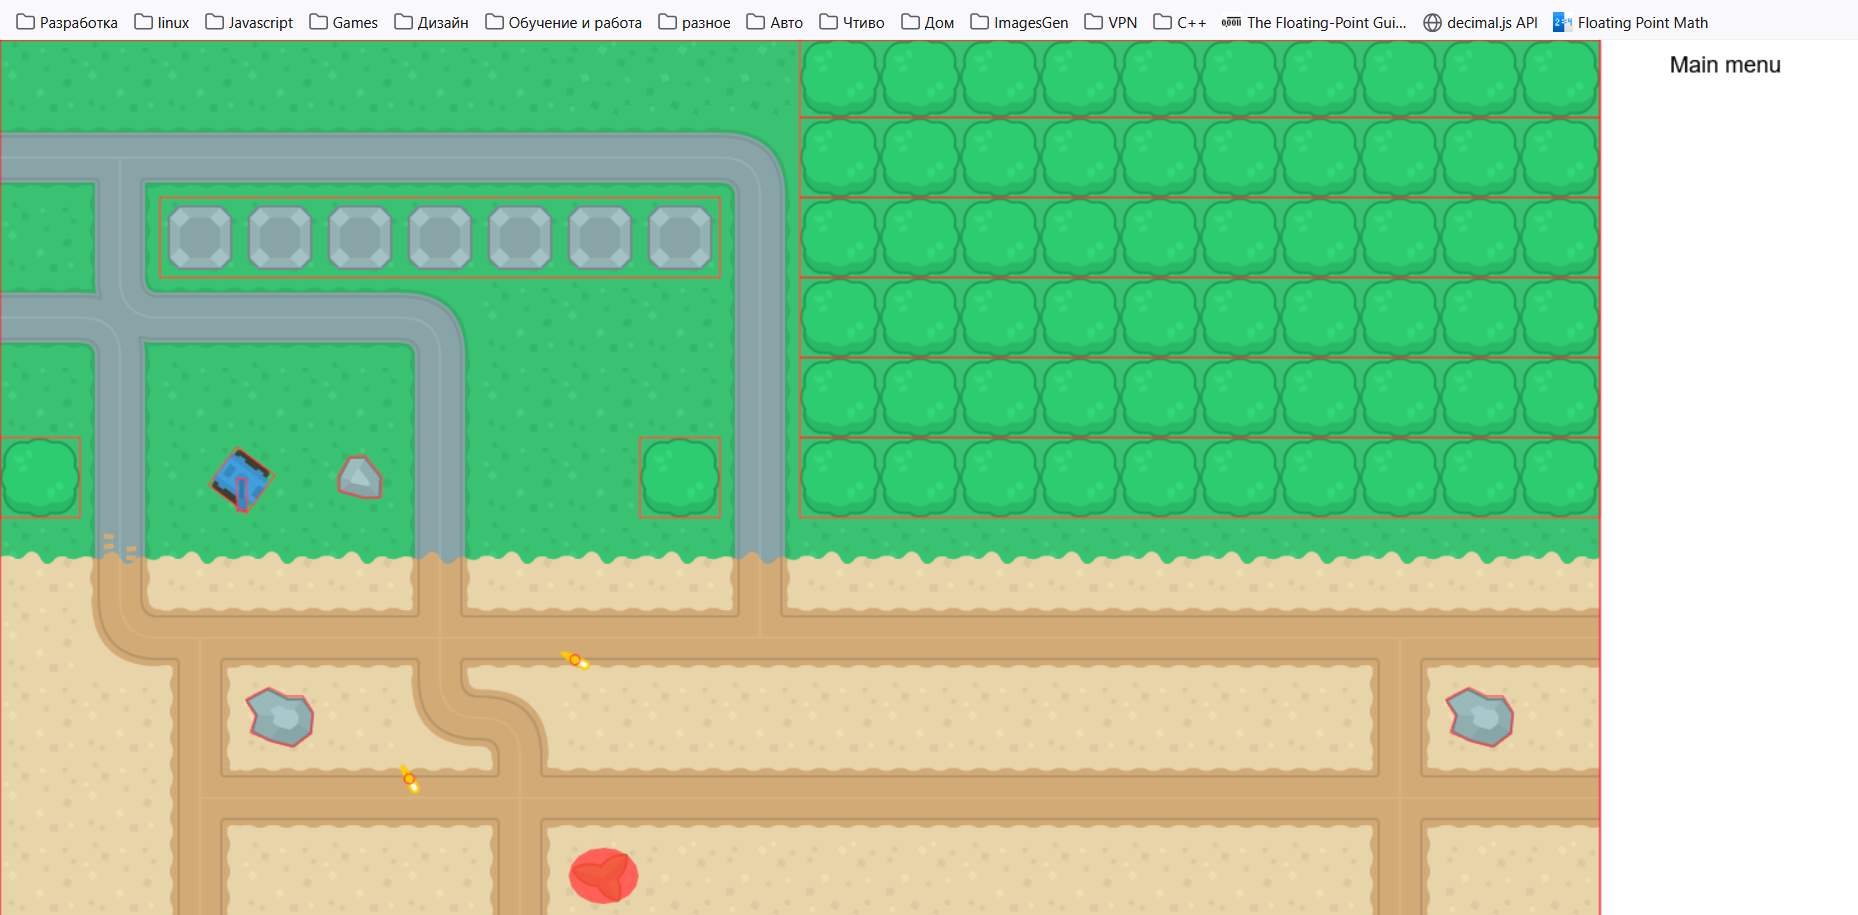 Разработка linux Javascript Games Дизайн Обучение и работа разное Авто Чтиво Дом ImagesGen VPN C++ The Floating-Point Gui... decimal.js API Floating Point Math
Main menu